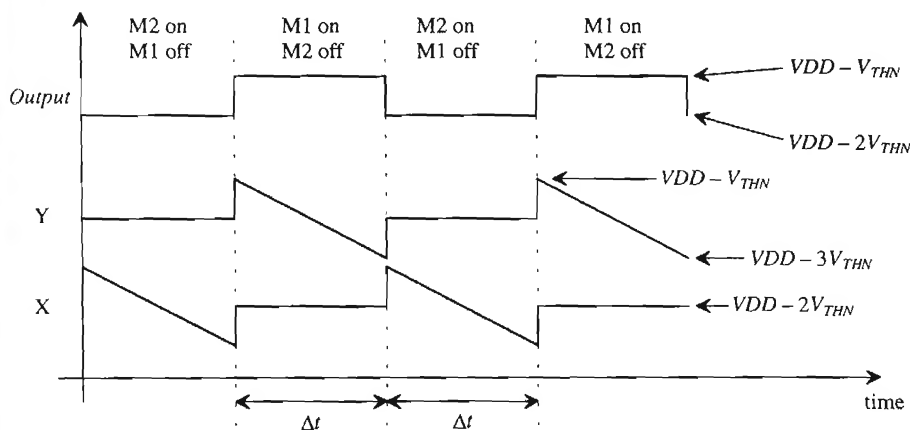 M2 on
M1 off
M1 on
M2 off
M2 on
M1 off
M1 on
M2 off
Output
VDD – V_THN
VDD – 2V_THN
Y
VDD – V_THN
VDD – 3V_THN
X
VDD – 2V_THN
time
Δt
Δt